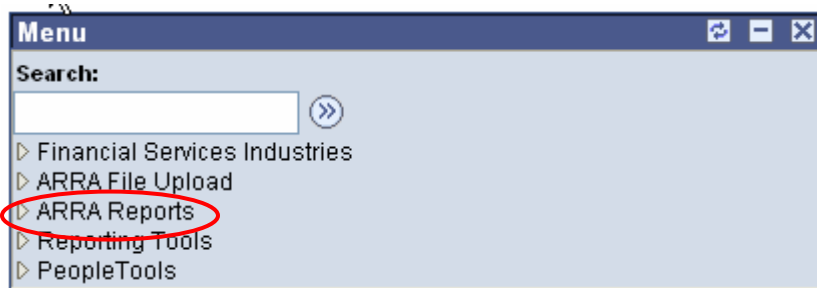 Menu
Search:
Financial Services Industries
ARRA File Upload
ARRA Reports
Reporting Tools
PeopleTools